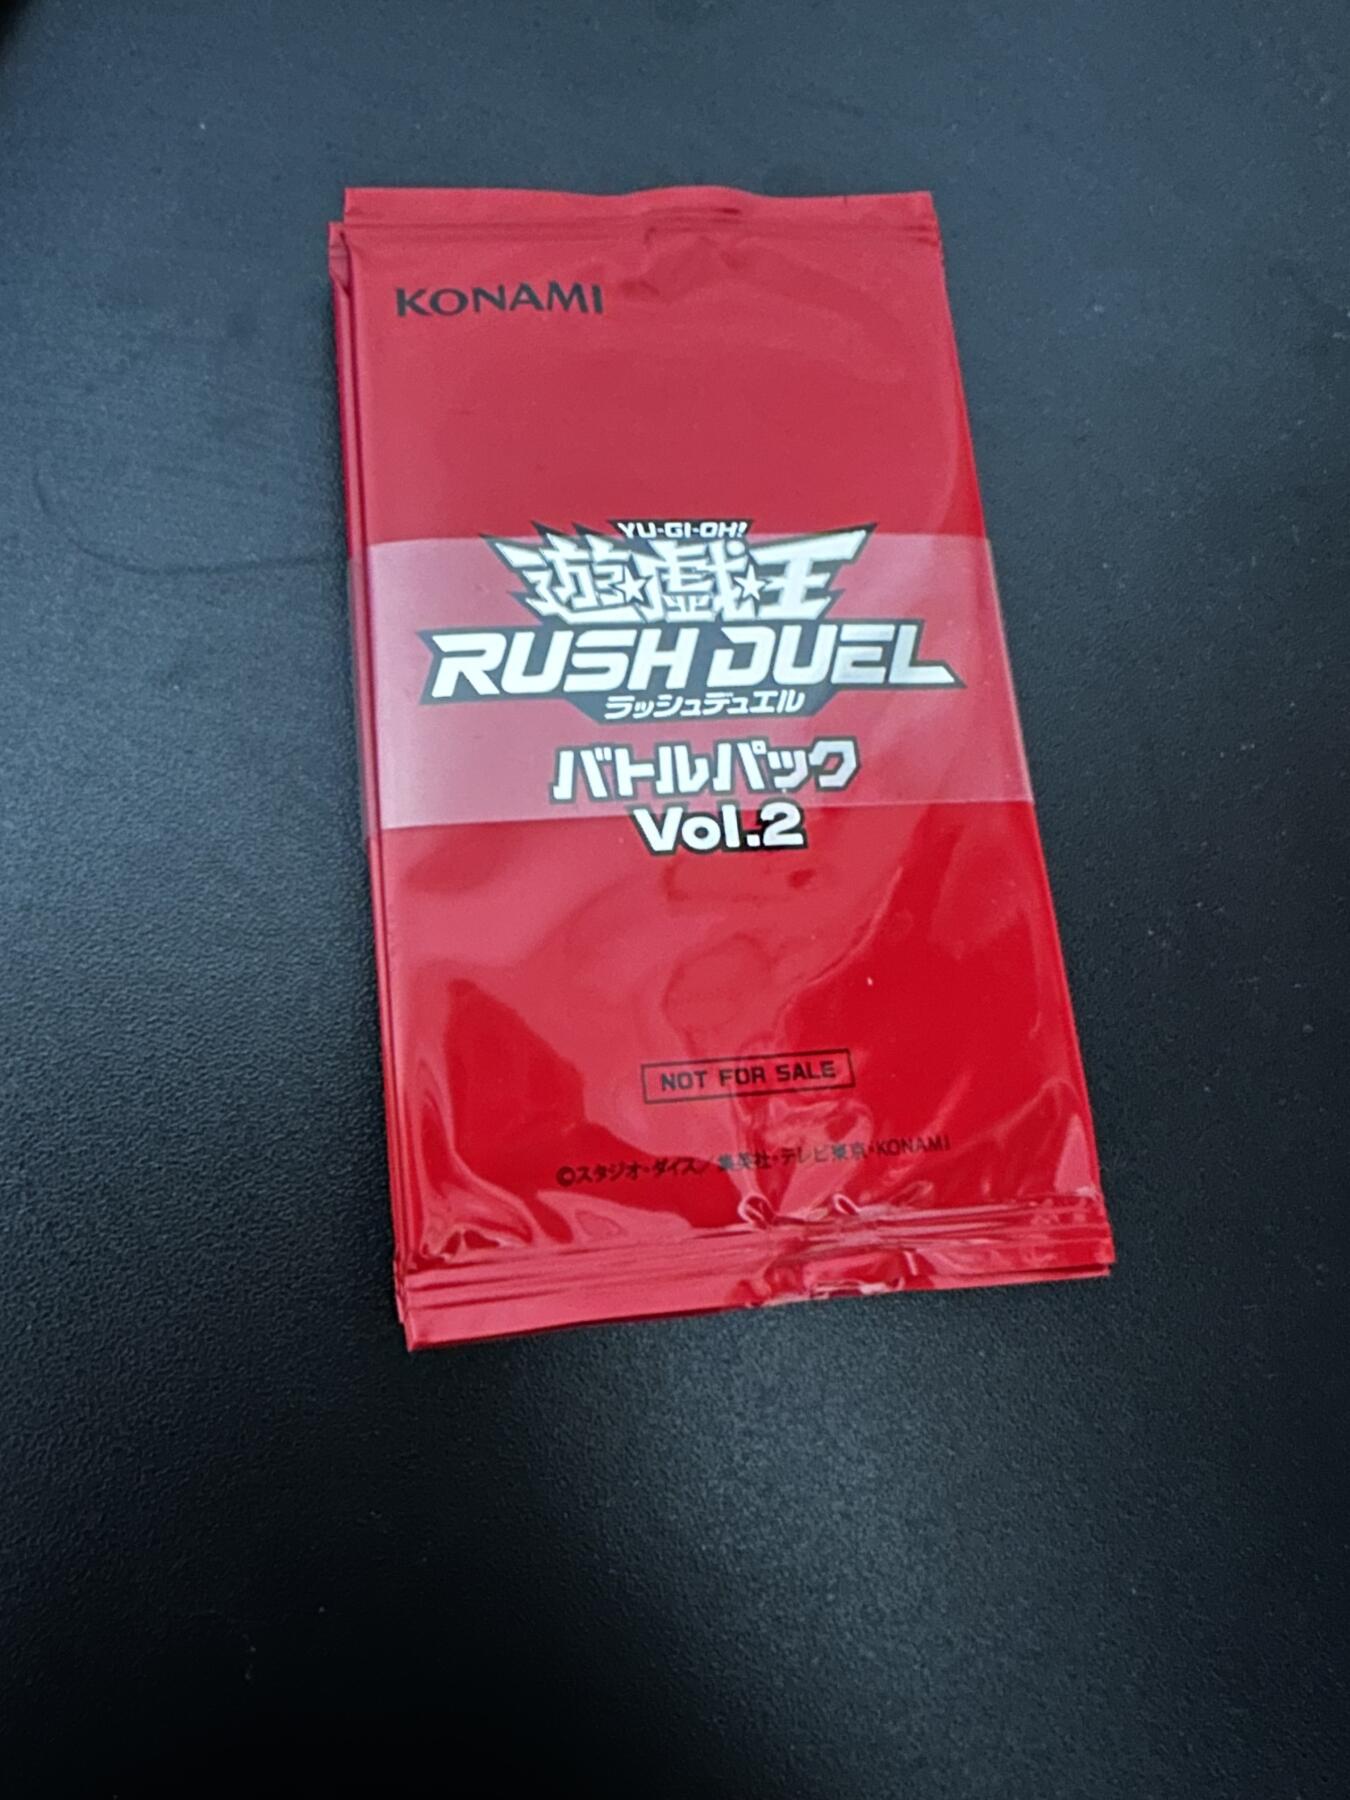 KONAMI
YU-GI-OH!
遊☆戯☆王
RUSH DUEL
ラッシュデュエル
バトルパック
Vol.2
NOT FOR SALE
©スタジオ・ダイス／集英社・テレビ東京・KONAMI